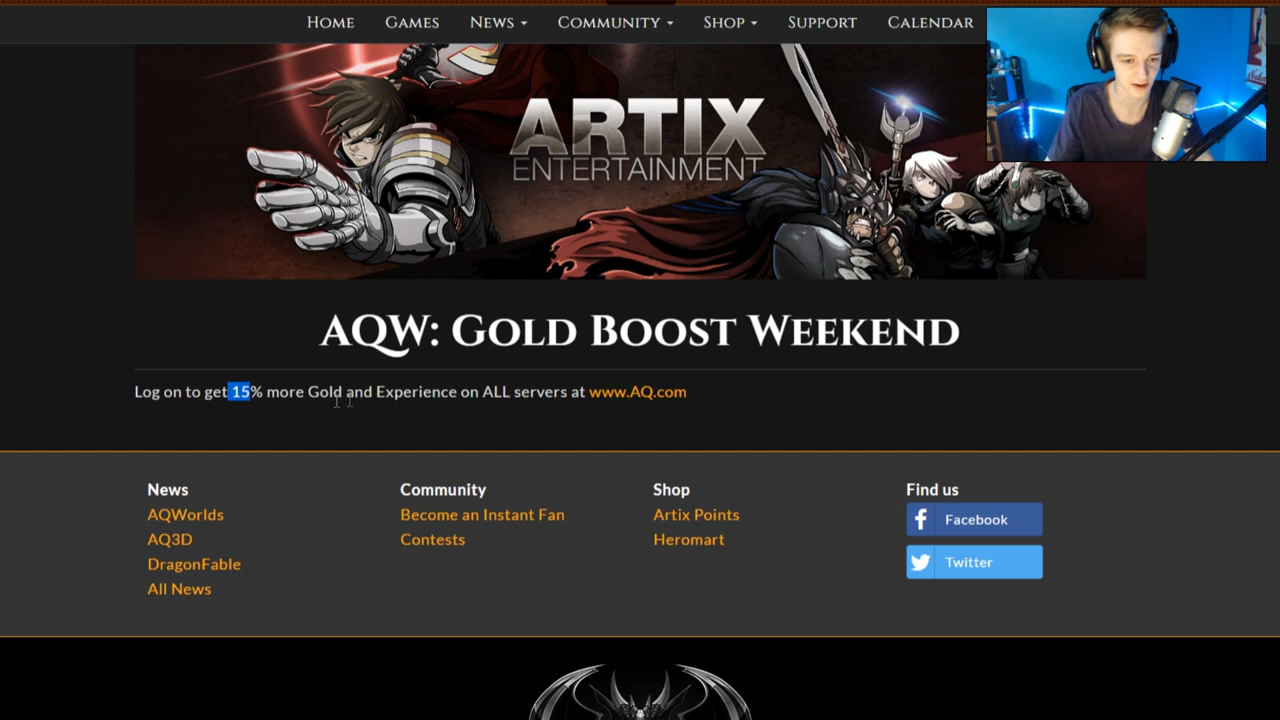 Home Games News Community Shop Support Calendar
ARTIX
ENTERTAINMENT
AQW: Gold Boost Weekend
Log on to get 15% more Gold and Experience on ALL servers at www.AQ.com
News Community Shop Find us
AQWorlds Become an Instant Fan Artix Points Facebook
AQ3D Contests Heromart
DragonFable Twitter
All News